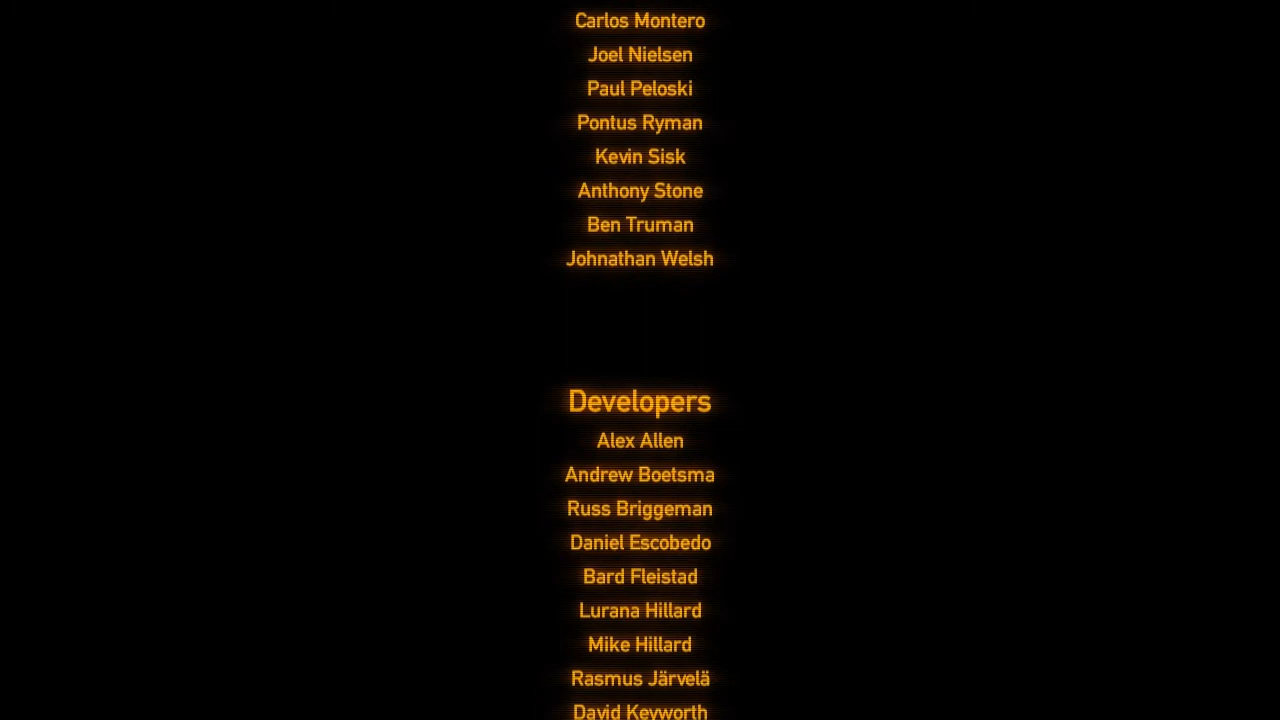 Carlos Montero
Joel Nielsen
Paul Peloski
Pontus Ryman
Kevin Sisk
Anthony Stone
Ben Truman
Johnathan Welsh
Developers
Alex Allen
Andrew Boetsma
Russ Briggeman
Daniel Escobedo
Bard Fleistad
Lurana Hillard
Mike Hillard
Rasmus Järvelä
David Keyworth